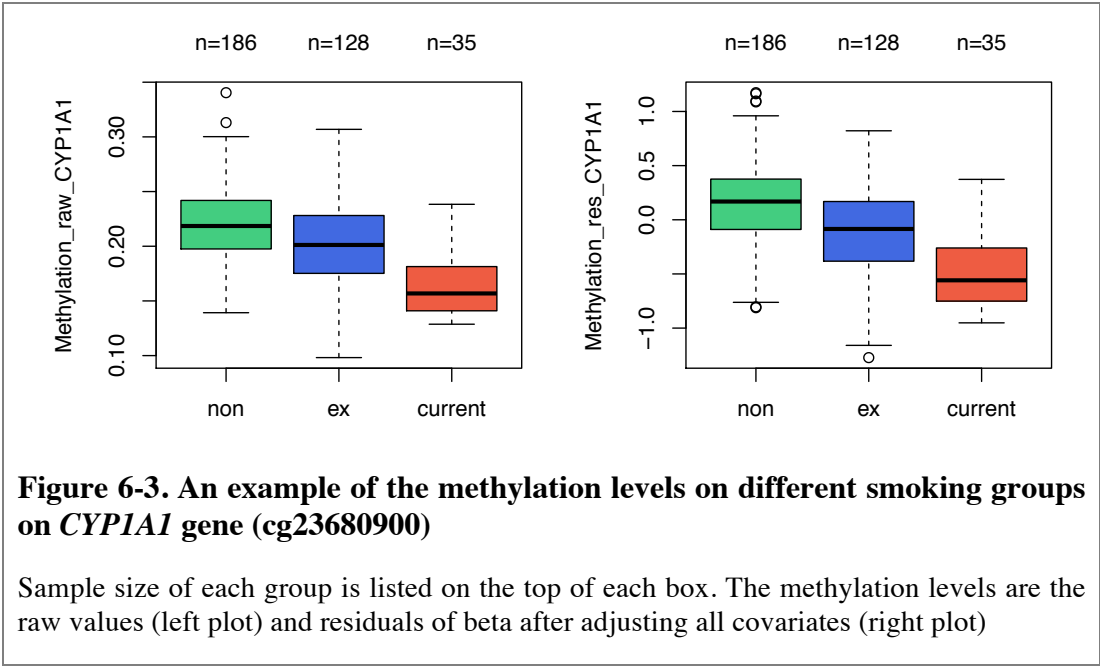 n=186 n=128 n=35
Methylation_raw_CYP1A1
0.30
0.20
0.10
non ex current
n=186 n=128 n=35
Methylation_res_CYP1A1
1.0
0.5
0.0
−1.0
non ex current
Figure 6-3. An example of the methylation levels on different smoking groups
on CYP1A1 gene (cg23680900)
Sample size of each group is listed on the top of each box. The methylation levels are the
raw values (left plot) and residuals of beta after adjusting all covariates (right plot)